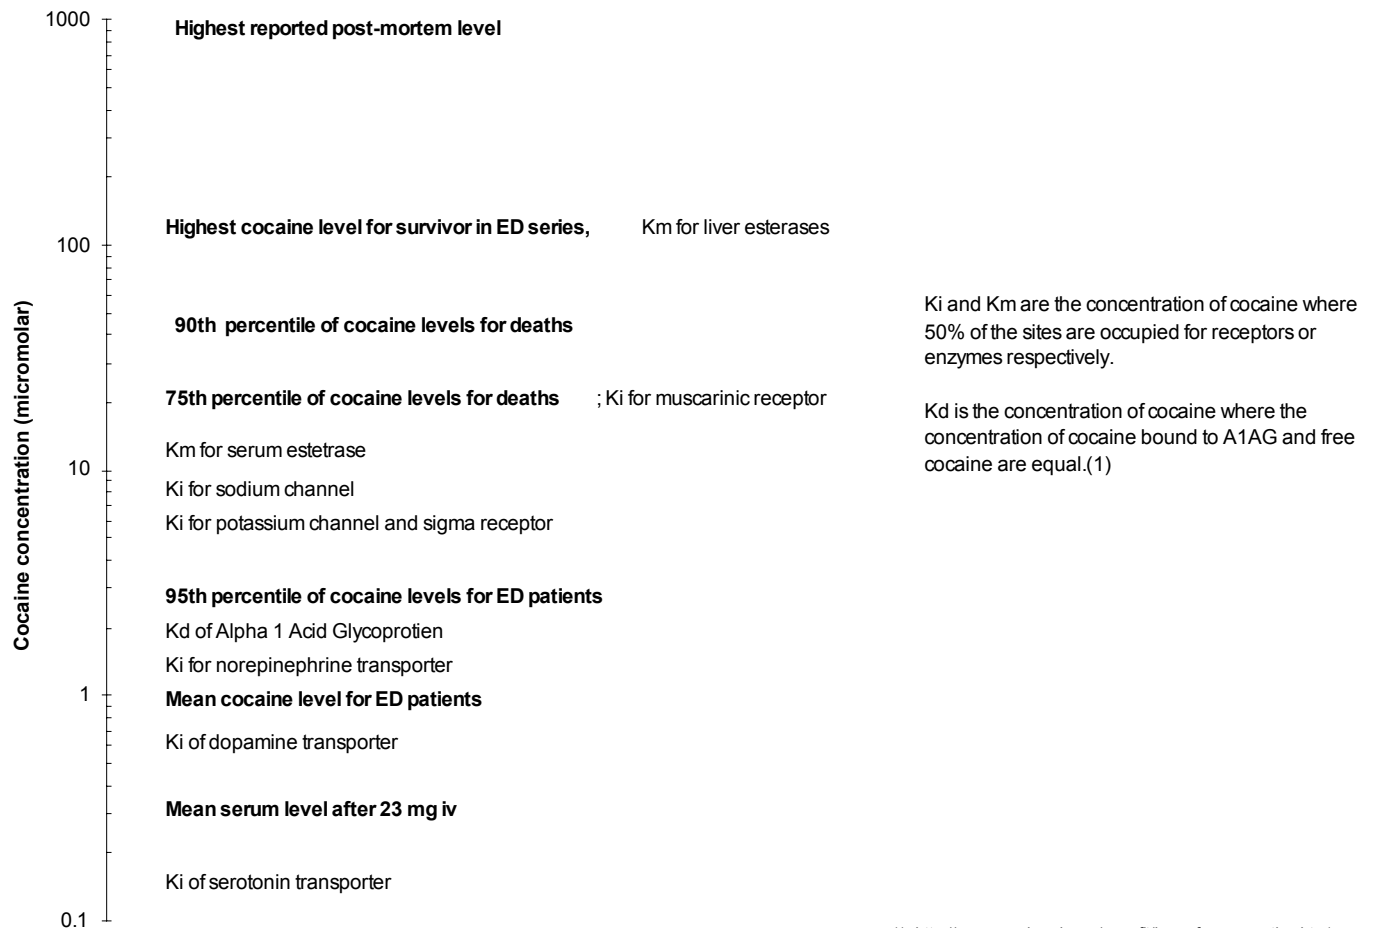 1000
Highest reported post-mortem level
Highest cocaine level for survivor in ED series, Km for liver esterases
100
Cocaine concentration (micromolar)
90th percentile of cocaine levels for deaths
75th percentile of cocaine levels for deaths ; Ki for muscarinic receptor
Km for serum estetrase
10
Ki for sodium channel
Ki for potassium channel and sigma receptor
95th percentile of cocaine levels for ED patients
Kd of Alpha 1 Acid Glycoprotien
Ki for norepinephrine transporter
1
Mean cocaine level for ED patients
Ki of dopamine transporter
Mean serum level after 23 mg iv
Ki of serotonin transporter
0.1
Ki and Km are the concentration of cocaine where
50% of the sites are occupied for receptors or
enzymes respectively.
Kd is the concentration of cocaine where the
concentration of cocaine bound to A1AG and free
cocaine are equal.(1)